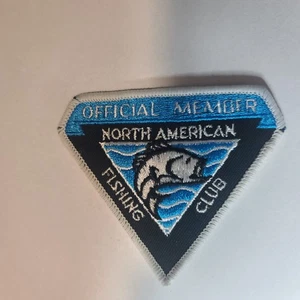 OFFICIAL MEMBER
NORTH AMERICAN
FISHING
CLUB